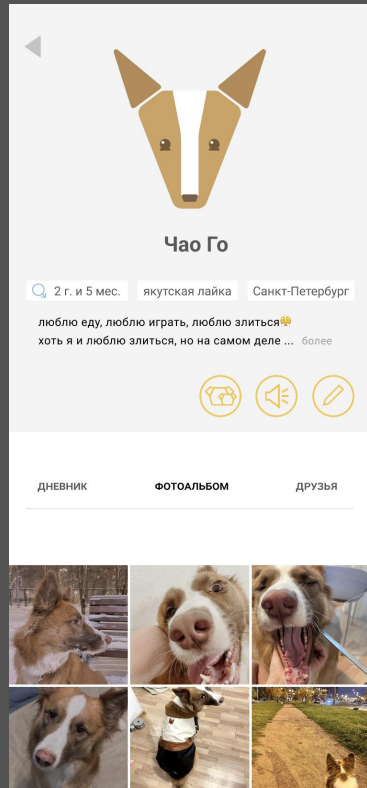 Чао Го
2 г. и 5 мес. якутская лайка Санкт-Петербург
люблю еду, люблю играть, люблю злиться😤
хоть я и люблю злиться, но на самом деле ... более
ДНЕВНИК ФОТОАЛЬБОМ ДРУЗЬЯ